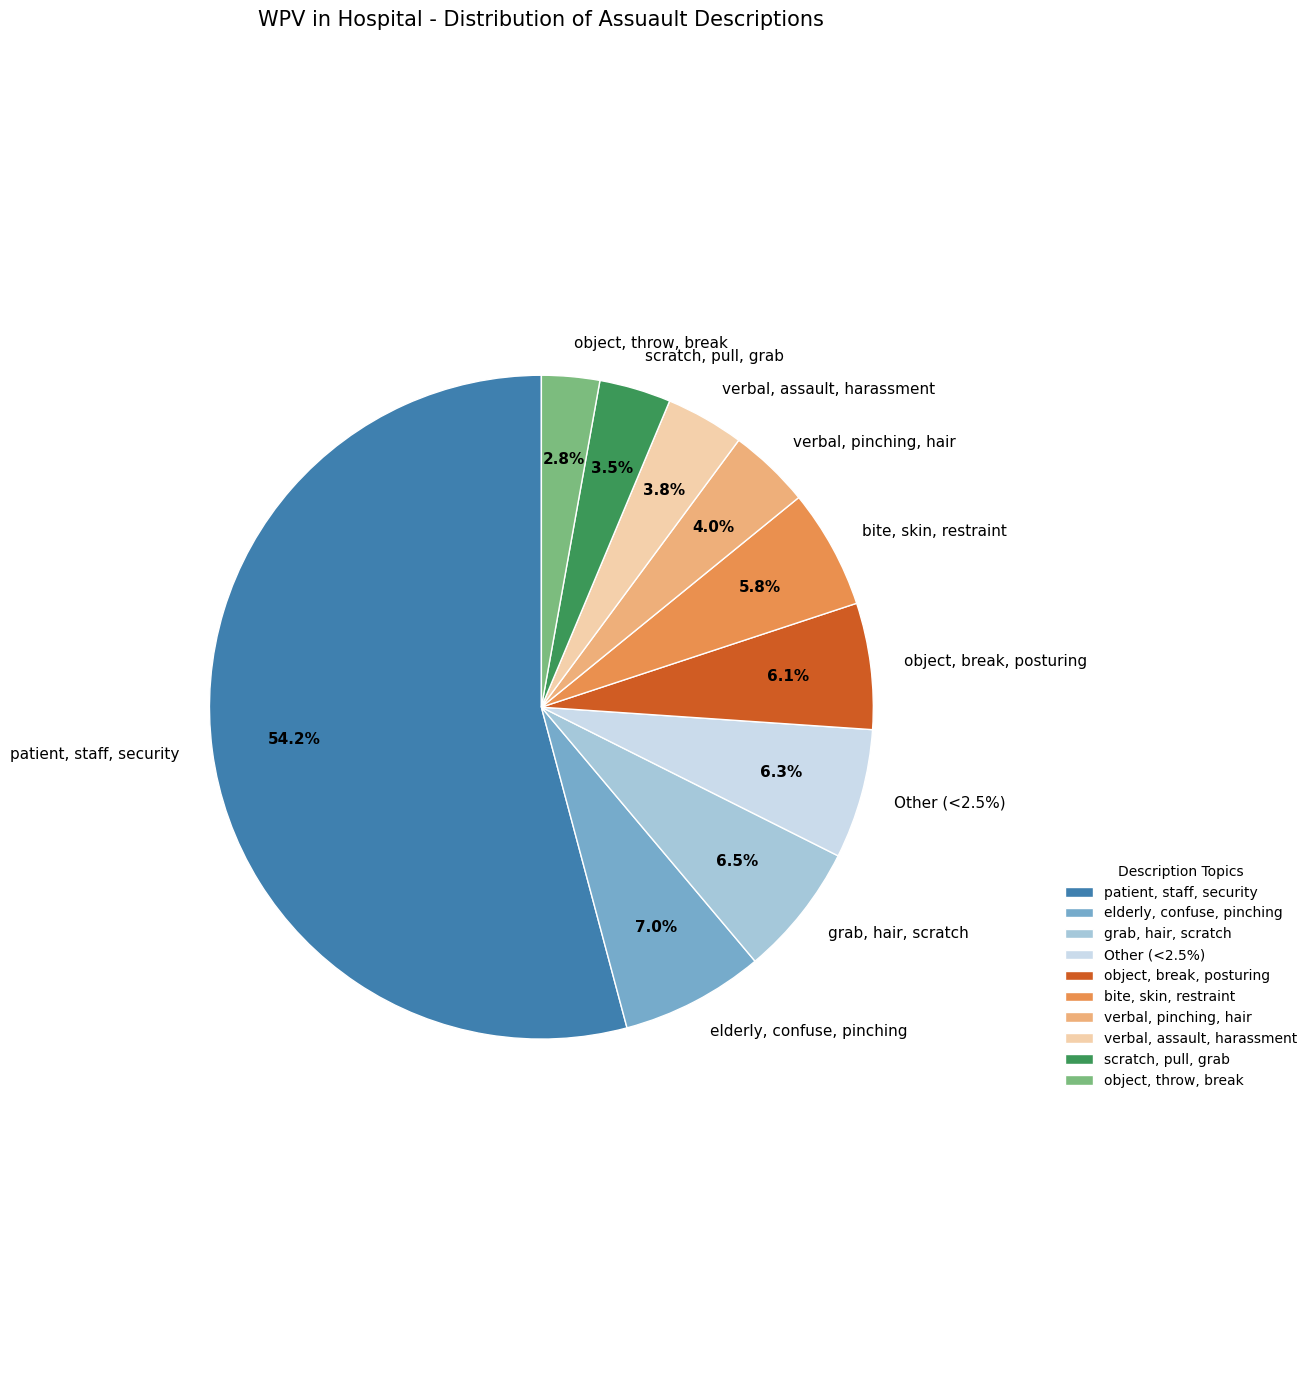 WPV in Hospital - Distribution of Assuault Descriptions
object, throw, break
scratch, pull, grab
verbal, assault, harassment
verbal, pinching, hair
2.8%
3.5%
3.8%
4.0%
bite, skin, restraint
5.8%
object, break, posturing
6.1%
54.2%
patient, staff, security
6.3%
Other (<2.5%)
6.5%
7.0%
grab, hair, scratch
elderly, confuse, pinching
Description Topics
patient, staff, security
elderly, confuse, pinching
grab, hair, scratch
Other (<2.5%)
object, break, posturing
bite, skin, restraint
verbal, pinching, hair
verbal, assault, harassment
scratch, pull, grab
object, throw, break